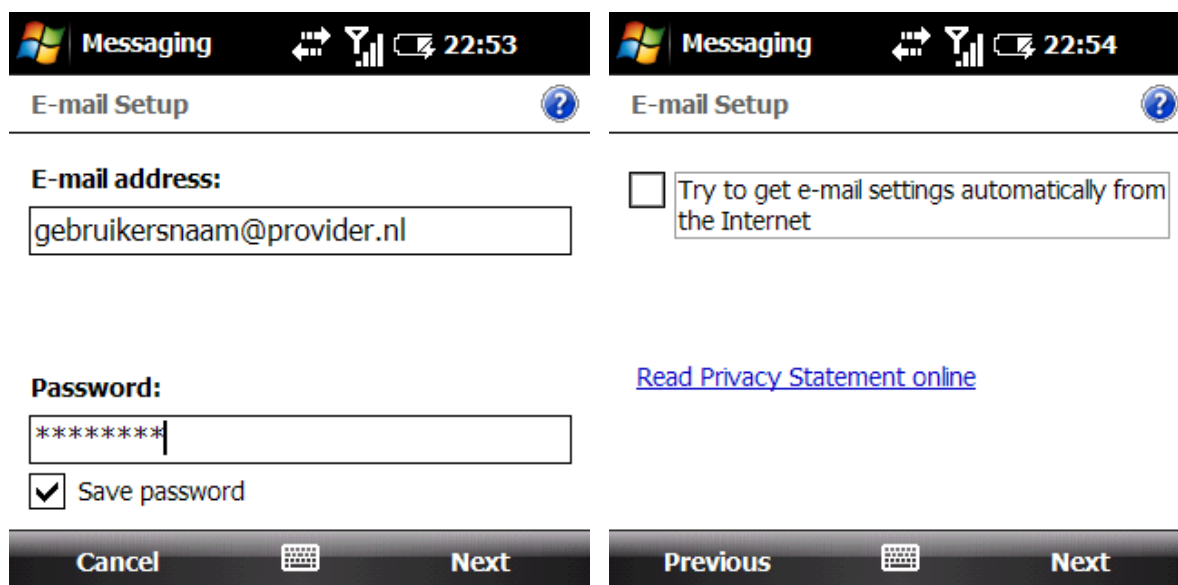 Messaging 22:53
E-mail Setup
E-mail address:
gebruikersnaam@provider.nl
Password:
********
Save password
Cancel Next
Messaging 22:54
E-mail Setup
Try to get e-mail settings automatically from
the Internet
Read Privacy Statement online
Previous Next